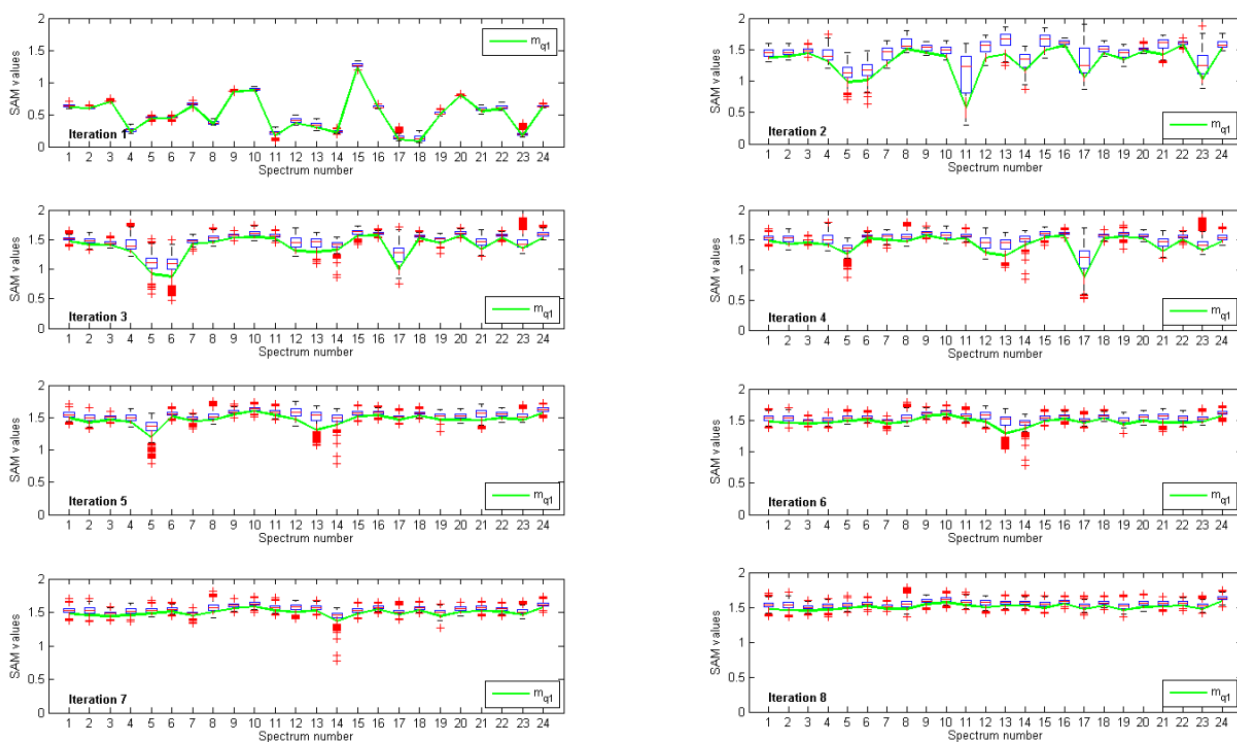 2
1.5
1
0.5
0
SAM values
m_q1
Iteration 1
1 2 3 4 5 6 7 8 9 10 11 12 13 14 15 16 17 18 19 20 21 22 23 24
Spectrum number
2
1.5
1
0.5
0
SAM values
m_q1
Iteration 2
1 2 3 4 5 6 7 8 9 10 11 12 13 14 15 16 17 18 19 20 21 22 23 24
Spectrum number
2
1.5
1
0.5
0
SAM values
m_q1
Iteration 3
1 2 3 4 5 6 7 8 9 10 11 12 13 14 15 16 17 18 19 20 21 22 23 24
Spectrum number
2
1.5
1
0.5
0
SAM values
m_q1
Iteration 4
1 2 3 4 5 6 7 8 9 10 11 12 13 14 15 16 17 18 19 20 21 22 23 24
Spectrum number
2
1.5
1
0.5
0
SAM values
m_q1
Iteration 5
1 2 3 4 5 6 7 8 9 10 11 12 13 14 15 16 17 18 19 20 21 22 23 24
Spectrum number
2
1.5
1
0.5
0
SAM values
m_q1
Iteration 6
1 2 3 4 5 6 7 8 9 10 11 12 13 14 15 16 17 18 19 20 21 22 23 24
Spectrum number
2
1.5
1
0.5
0
SAM values
m_q1
Iteration 7
1 2 3 4 5 6 7 8 9 10 11 12 13 14 15 16 17 18 19 20 21 22 23 24
Spectrum number
2
1.5
1
0.5
0
SAM values
m_q1
Iteration 8
1 2 3 4 5 6 7 8 9 10 11 12 13 14 15 16 17 18 19 20 21 22 23 24
Spectrum number